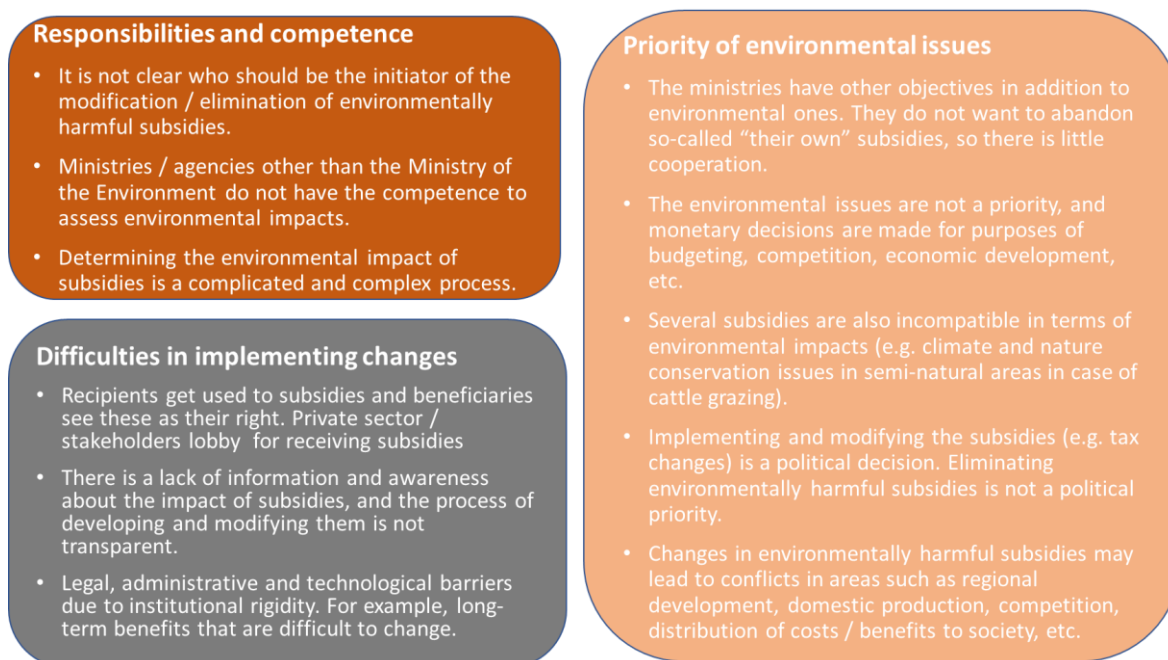 Responsibilities and competence
• It is not clear who should be the initiator of the
modification / elimination of environmentally
harmful subsidies.
• Ministries / agencies other than the Ministry of
the Environment do not have the competence to
assess environmental impacts.
• Determining the environmental impact of
subsidies is a complicated and complex process.
Difficulties in implementing changes
• Recipients get used to subsidies and beneficiaries
see these as their right. Private sector /
stakeholders lobby for receiving subsidies
• There is a lack of information and awareness
about the impact of subsidies, and the process of
developing and modifying them is not
transparent.
• Legal, administrative and technological barriers
due to institutional rigidity. For example, long-
term benefits that are difficult to change.
Priority of environmental issues
• The ministries have other objectives in addition to
environmental ones. They do not want to abandon
so-called “their own” subsidies, so there is little
cooperation.
• The environmental issues are not a priority, and
monetary decisions are made for purposes of
budgeting, competition, economic development,
etc.
• Several subsidies are also incompatible in terms of
environmental impacts (e.g. climate and nature
conservation issues in semi-natural areas in case of
cattle grazing).
• Implementing and modifying the subsidies (e.g. tax
changes) is a political decision. Eliminating
environmentally harmful subsidies is not a political
priority.
• Changes in environmentally harmful subsidies may
lead to conflicts in areas such as regional
development, domestic production, competition,
distribution of costs / benefits to society, etc.